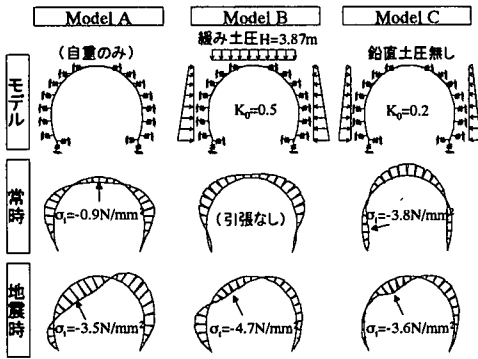 Model A Model B Model C
モデル
(自重のみ)
緩み土圧H=3.87m
K₀=0.5
鉛直土圧無し
K₀=0.2
常時
σₜ=-0.9N/mm²
(引張なし)
σₜ=-3.8N/mm²
地震時
σₜ=-3.5N/mm²
σₜ=-4.7N/mm²
σₜ=-3.6N/mm²